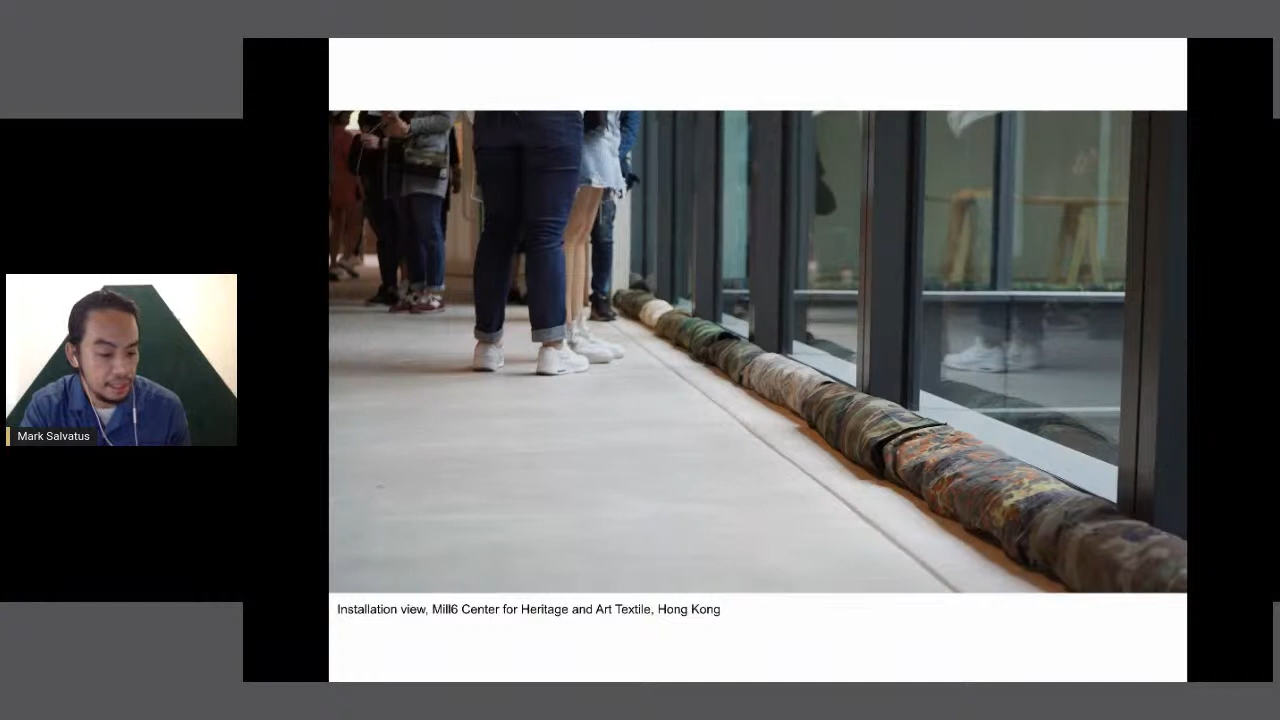 Mark Salvatus
Installation view, Mill6 Center for Heritage and Art Textile, Hong Kong